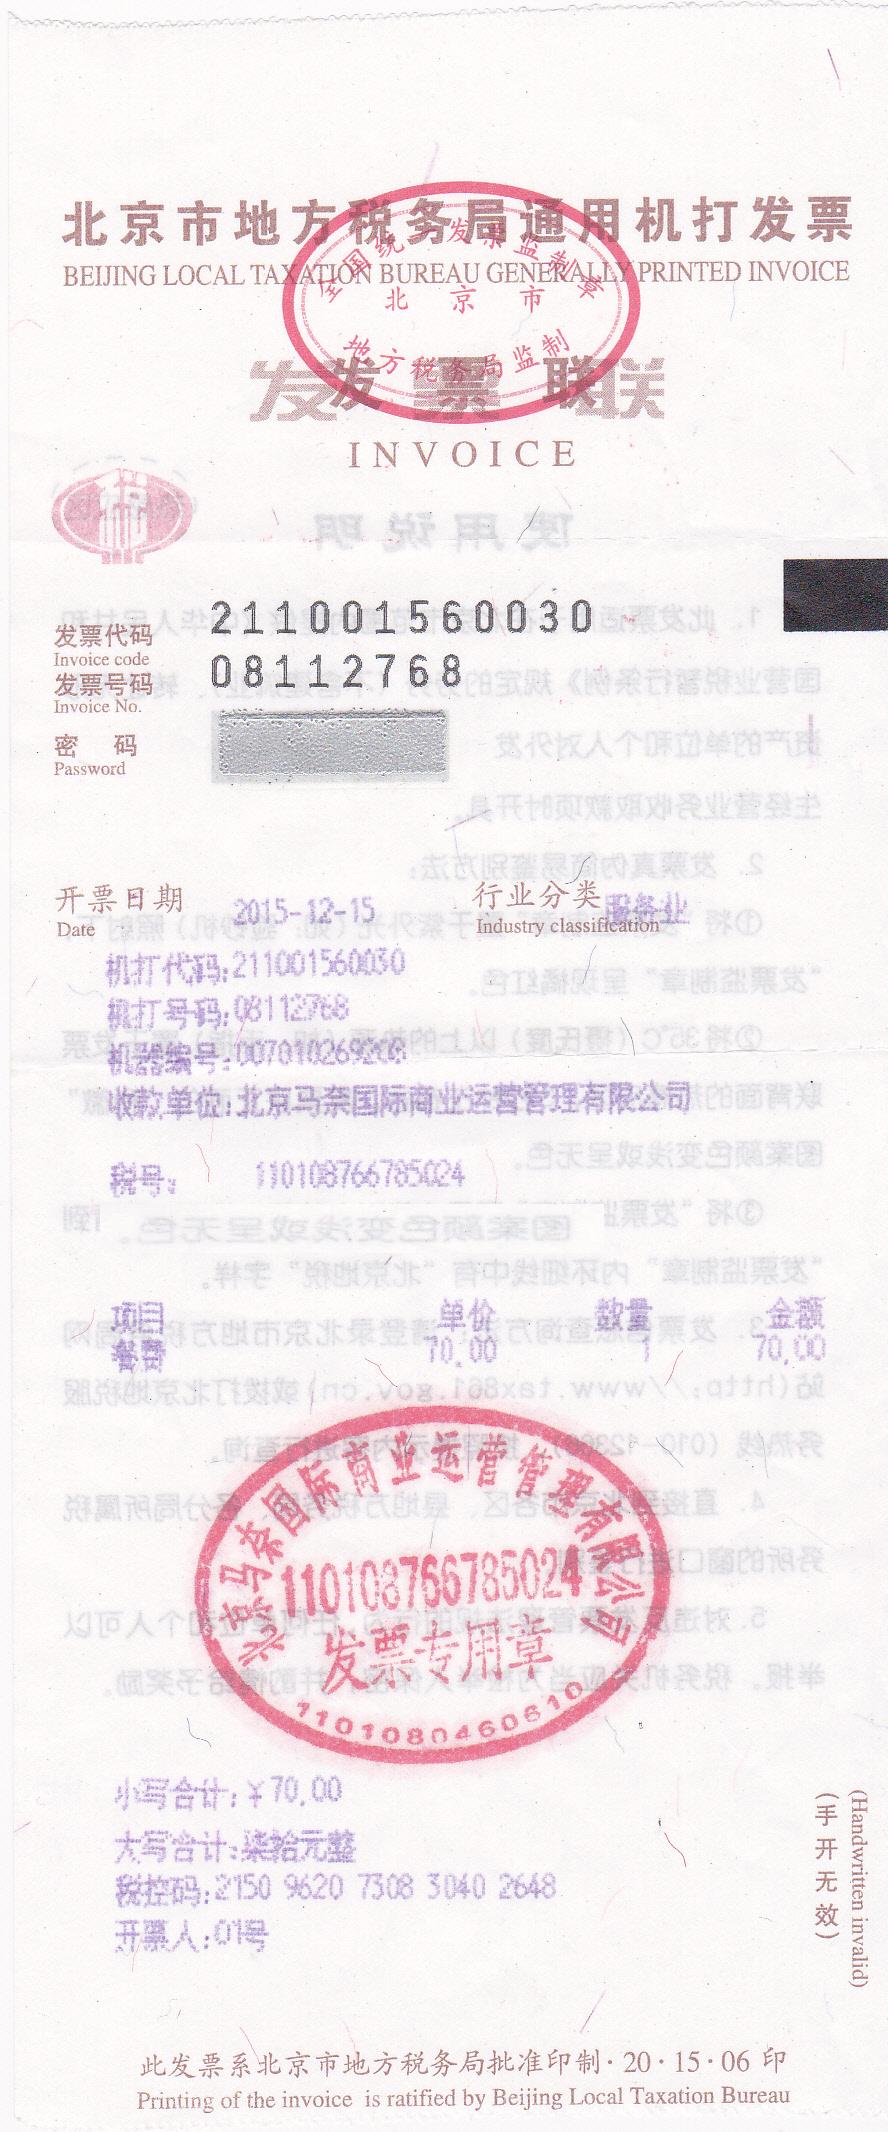 北京市地方税务局通用机打发票
BEIJING LOCAL TAXATION BUREAU GENERALLY PRINTED INVOICE
全国统一发票监制章
北京市
地方税务局监制
发票联
INVOICE
发票代码 211001560030
Invoice code
发票号码 08112768
Invoice No.
密 码
Password
开票日期 2015-12-15 行业分类 服务业
Date Industry classification
机打代码:211001560030
机打号码:08112768
机器编号:007010269208
收款单位:北京马奈国际商业运营管理有限公司
税号: 110108766785024
项目 单价 数量 金额
餐费 70.00 1 70.00
北京马奈国际商业运营管理有限公司
110108766785024
发票专用章
1101080460610
小写合计:¥70.00
大写合计:柒拾元整
税控码:2150 9620 7308 3040 2648
开票人:01号
(手开无效)
(Handwritten invalid)
此发票系北京市地方税务局批准印制·20·15·06 印
Printing of the invoice is ratified by Beijing Local Taxation Bureau